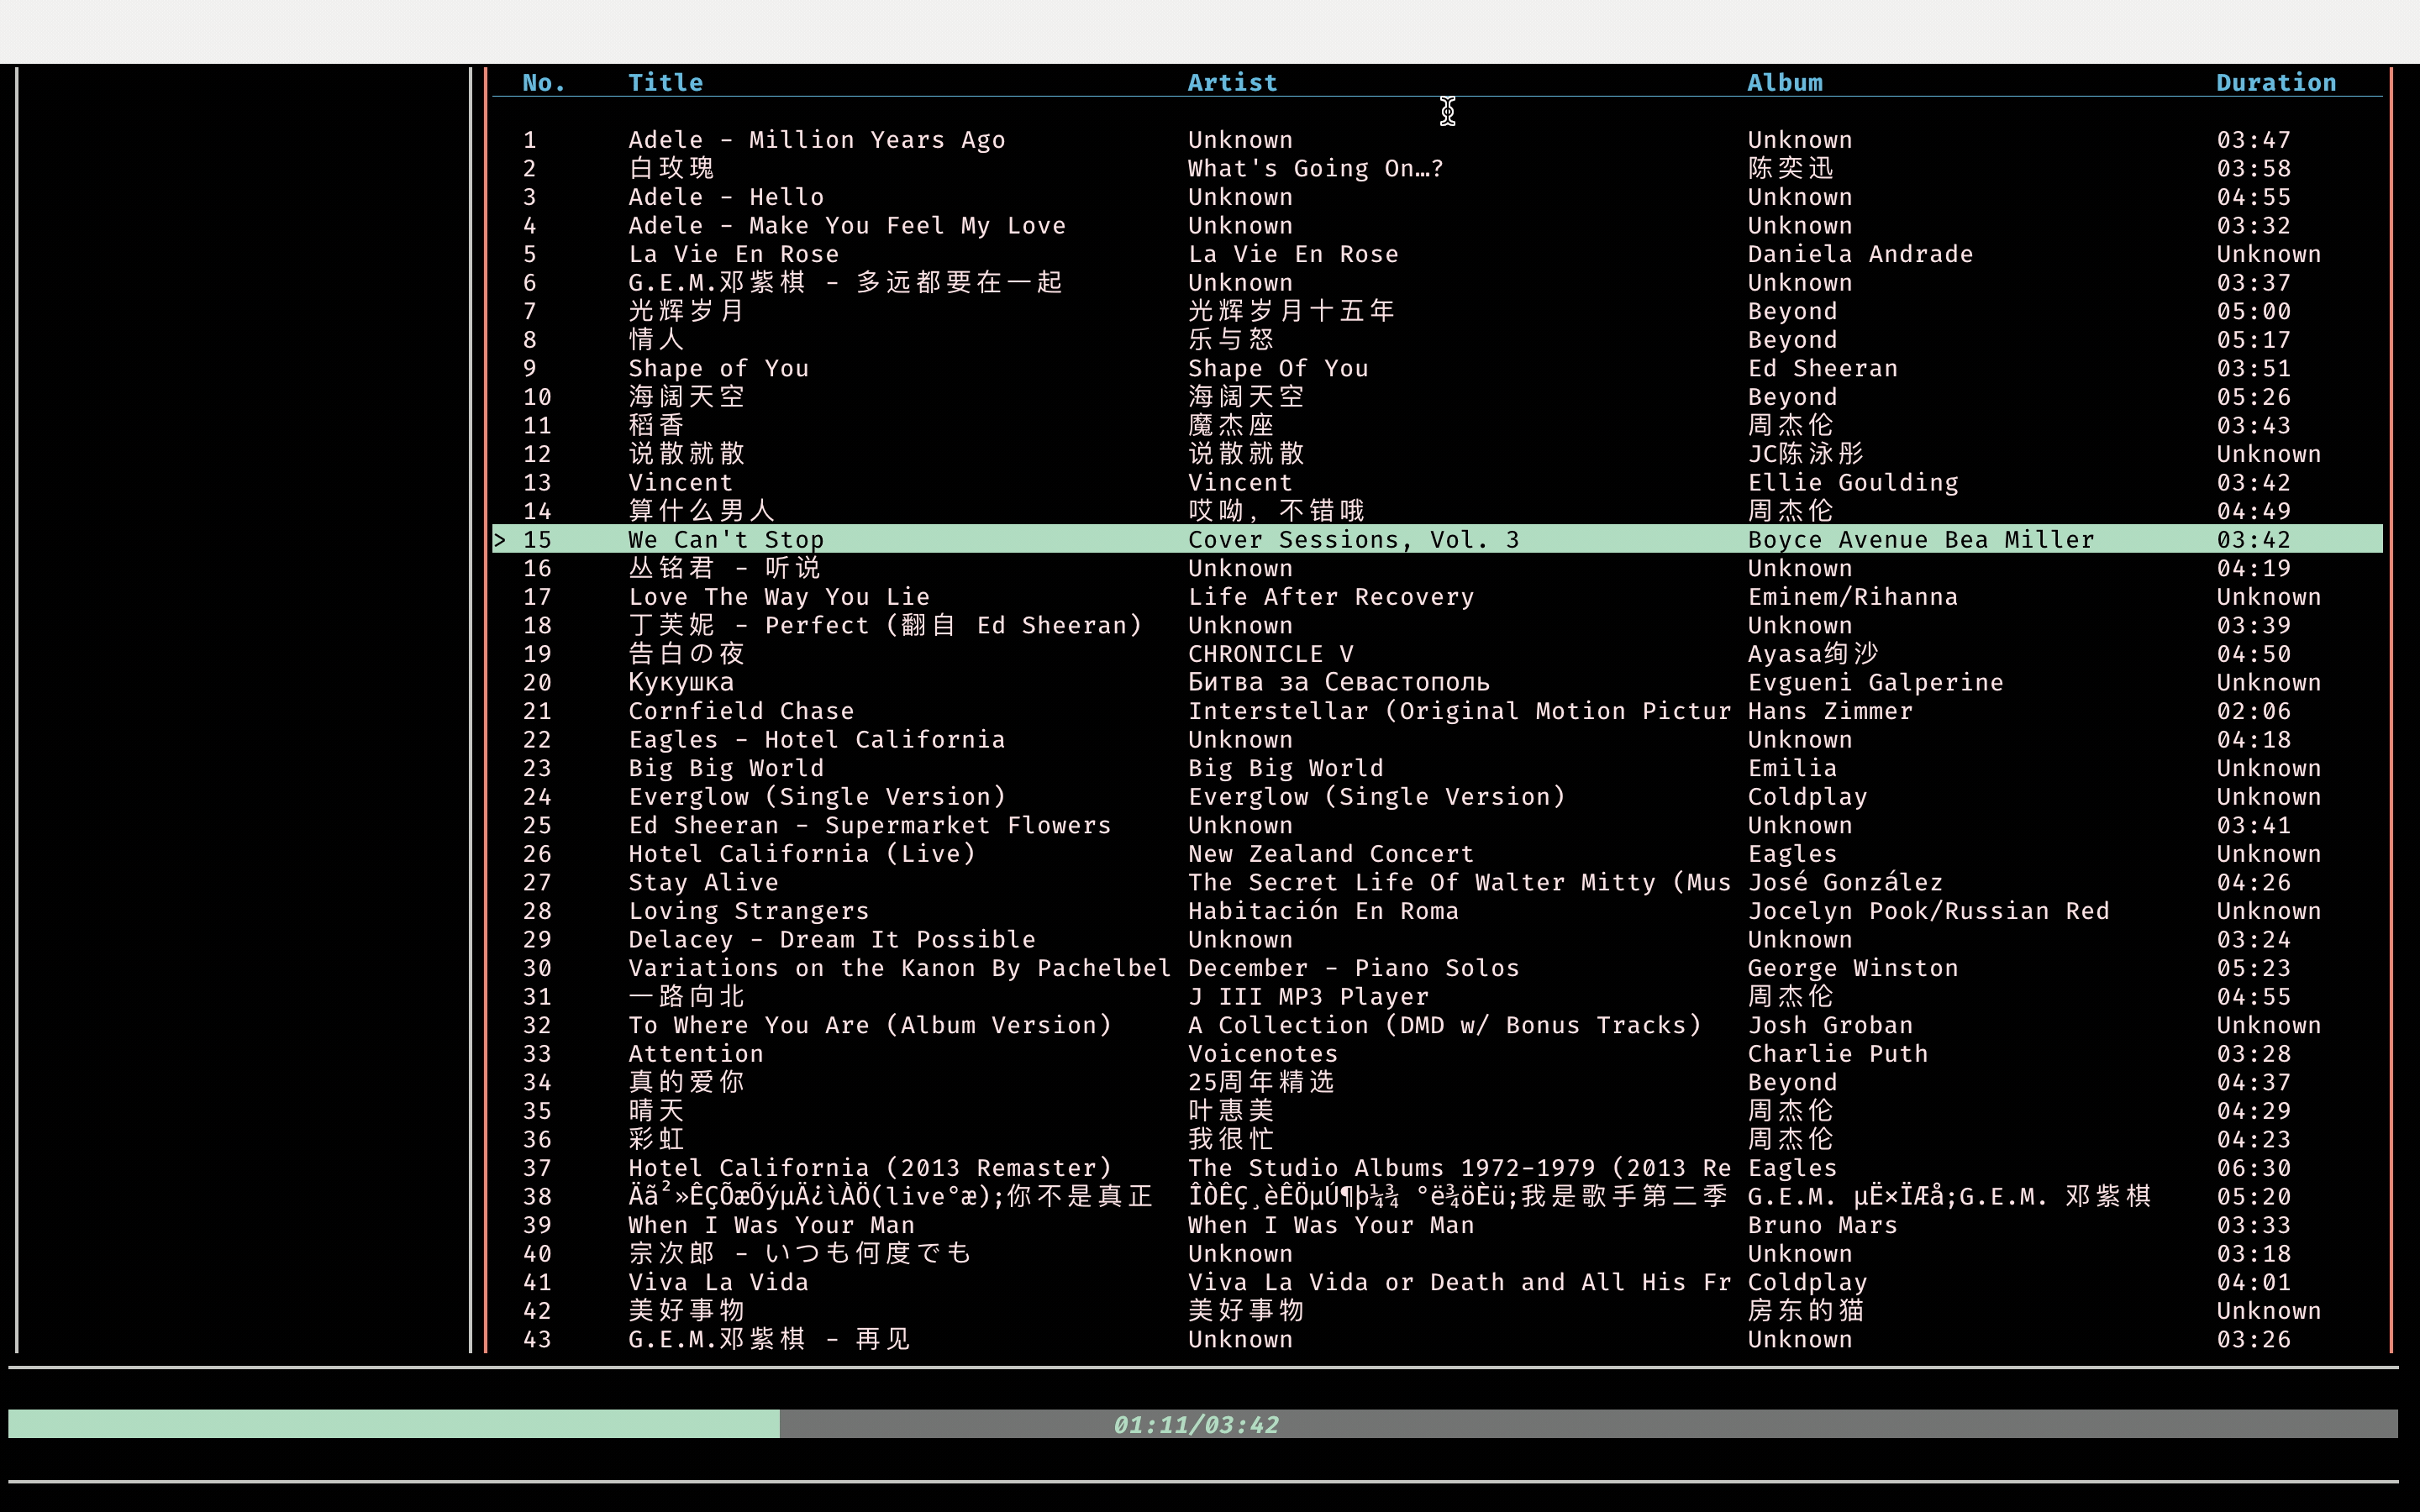 No. Title Artist Album Duration
1 Adele - Million Years Ago Unknown Unknown 03:47
2 白玫瑰 What's Going On…? 陈奕迅 03:58
3 Adele - Hello Unknown Unknown 04:55
4 Adele - Make You Feel My Love Unknown Unknown 03:32
5 La Vie En Rose La Vie En Rose Daniela Andrade Unknown
6 G.E.M.邓紫棋 - 多远都要在一起 Unknown Unknown 03:37
7 光辉岁月 光辉岁月十五年 Beyond 05:00
8 情人 乐与怒 Beyond 05:17
9 Shape of You Shape Of You Ed Sheeran 03:51
10 海阔天空 海阔天空 Beyond 05:26
11 稻香 魔杰座 周杰伦 03:43
12 说散就散 说散就散 JC陈泳彤 Unknown
13 Vincent Vincent Ellie Goulding 03:42
14 算什么男人 哎呦, 不错哦 周杰伦 04:49
> 15 We Can't Stop Cover Sessions, Vol. 3 Boyce Avenue Bea Miller 03:42
16 丛铭君 - 听说 Unknown Unknown 04:19
17 Love The Way You Lie Life After Recovery Eminem/Rihanna Unknown
18 丁芙妮 - Perfect (翻自 Ed Sheeran) Unknown Unknown 03:39
19 告白の夜 CHRONICLE V Ayasa绚沙 04:50
20 Кукушка Битва за Севастополь Evgueni Galperine Unknown
21 Cornfield Chase Interstellar (Original Motion Pictur Hans Zimmer 02:06
22 Eagles - Hotel California Unknown Unknown 04:18
23 Big Big World Big Big World Emilia Unknown
24 Everglow (Single Version) Everglow (Single Version) Coldplay Unknown
25 Ed Sheeran - Supermarket Flowers Unknown Unknown 03:41
26 Hotel California (Live) New Zealand Concert Eagles Unknown
27 Stay Alive The Secret Life Of Walter Mitty (Mus José González 04:26
28 Loving Strangers Habitación En Roma Jocelyn Pook/Russian Red Unknown
29 Delacey - Dream It Possible Unknown Unknown 03:24
30 Variations on the Kanon By Pachelbel December - Piano Solos George Winston 05:23
31 一路向北 J III MP3 Player 周杰伦 04:55
32 To Where You Are (Album Version) A Collection (DMD w/ Bonus Tracks) Josh Groban Unknown
33 Attention Voicenotes Charlie Puth 03:28
34 真的爱你 25周年精选 Beyond 04:37
35 晴天 叶惠美 周杰伦 04:29
36 彩虹 我很忙 周杰伦 04:23
37 Hotel California (2013 Remaster) The Studio Albums 1972-1979 (2013 Re Eagles 06:30
38 Äã²»ÊÇÕæÕýµÄ¿ìÀÖ(live°æ);你不是真正 ÎÒÊÇ¸èÊÖµÚ¶þ¼¾ °ë¾öÈü;我是歌手第二季 G.E.M. µË×ÏÆå;G.E.M. 邓紫棋 05:20
39 When I Was Your Man When I Was Your Man Bruno Mars 03:33
40 宗次郎 - いつも何度でも Unknown Unknown 03:18
41 Viva La Vida Viva La Vida or Death and All His Fr Coldplay 04:01
42 美好事物 美好事物 房东的猫 Unknown
43 G.E.M.邓紫棋 - 再见 Unknown Unknown 03:26
01:11/03:42